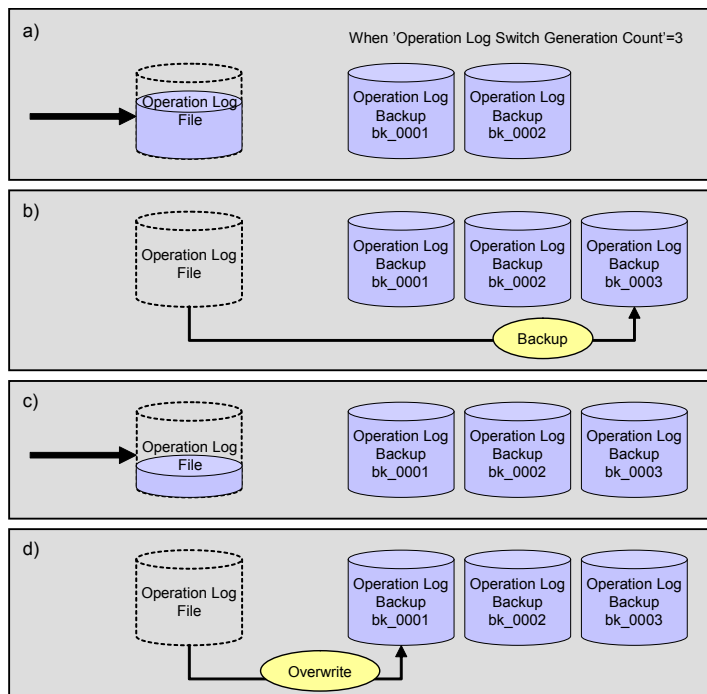 a)
When 'Operation Log Switch Generation Count'=3
Operation Log
File
Operation Log
Backup
bk_0001
Operation Log
Backup
bk_0002
b)
Operation Log
File
Operation Log
Backup
bk_0001
Operation Log
Backup
bk_0002
Operation Log
Backup
bk_0003
Backup
c)
Operation Log
File
Operation Log
Backup
bk_0001
Operation Log
Backup
bk_0002
Operation Log
Backup
bk_0003
d)
Operation Log
File
Operation Log
Backup
bk_0001
Operation Log
Backup
bk_0002
Operation Log
Backup
bk_0003
Overwrite